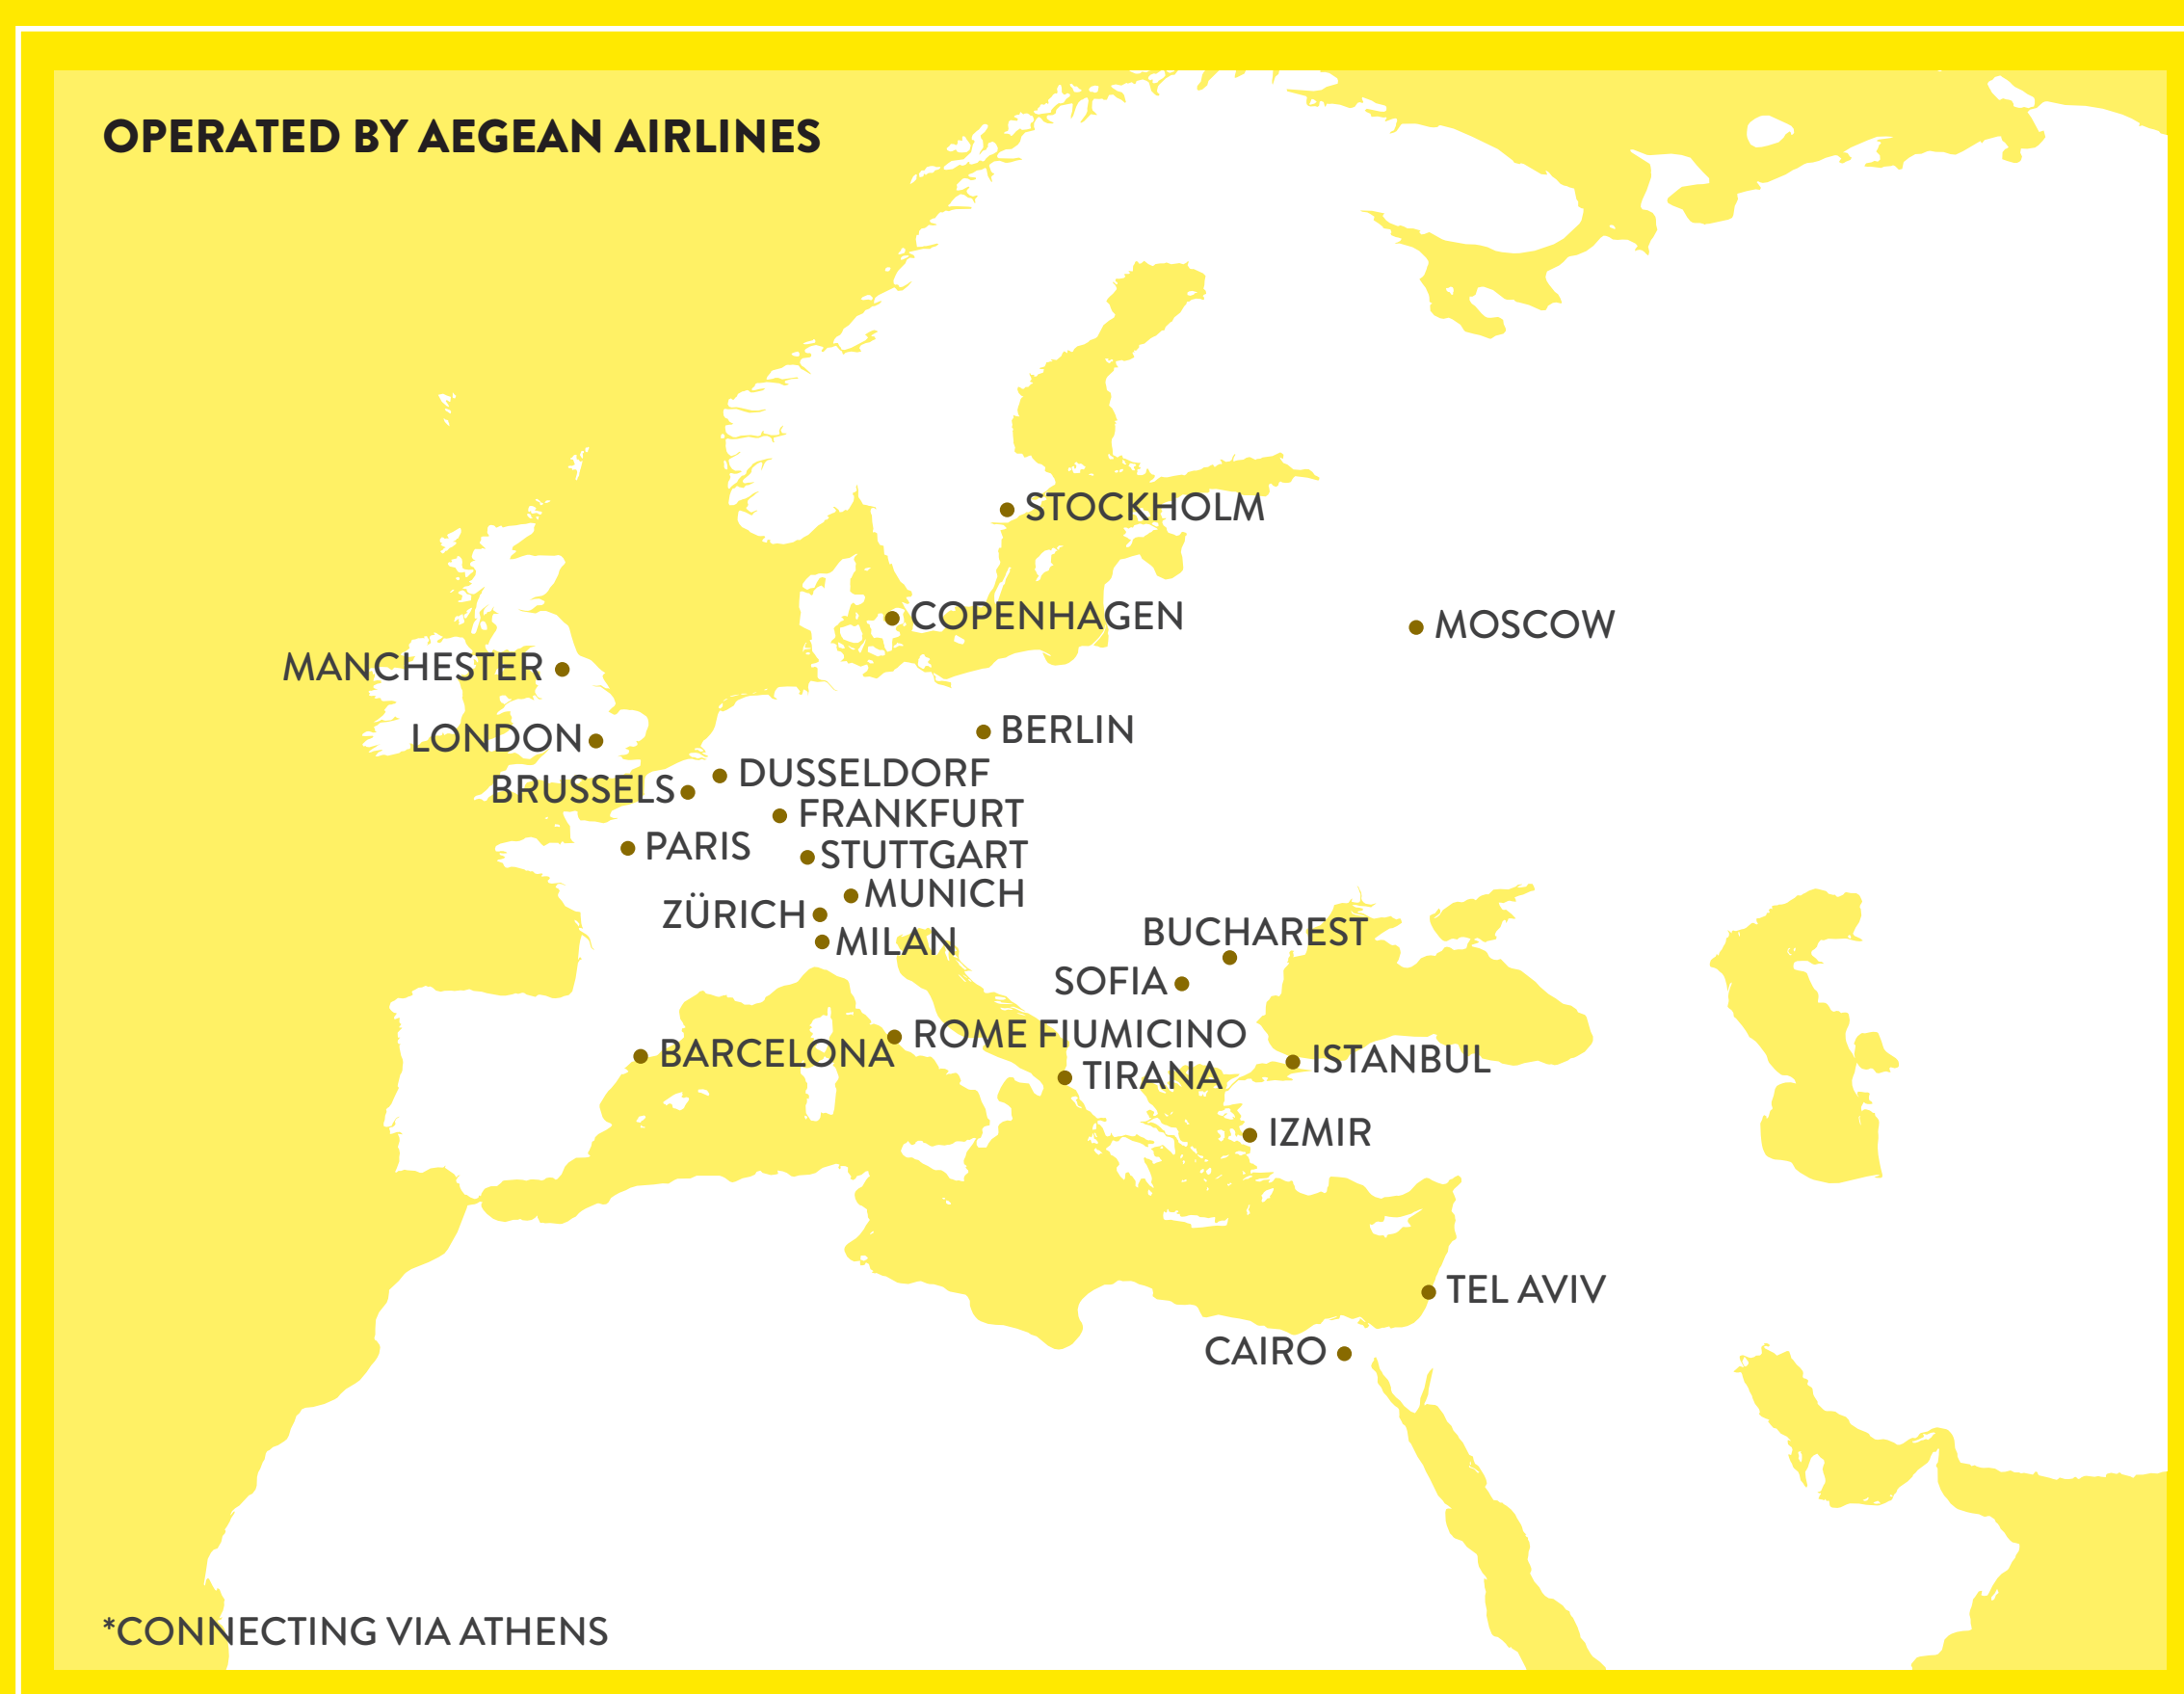 OPERATED BY AEGEAN AIRLINES
STOCKHOLM
COPENHAGEN
MOSCOW
MANCHESTER
BERLIN
LONDON
DUSSELDORF
BRUSSELS
FRANKFURT
PARIS
STUTTGART
MUNICH
ZÜRICH
MILAN
BUCHAREST
SOFIA
ROME FIUMICINO
BARCELONA
ISTANBUL
TIRANA
IZMIR
TEL AVIV
CAIRO
*CONNECTING VIA ATHENS